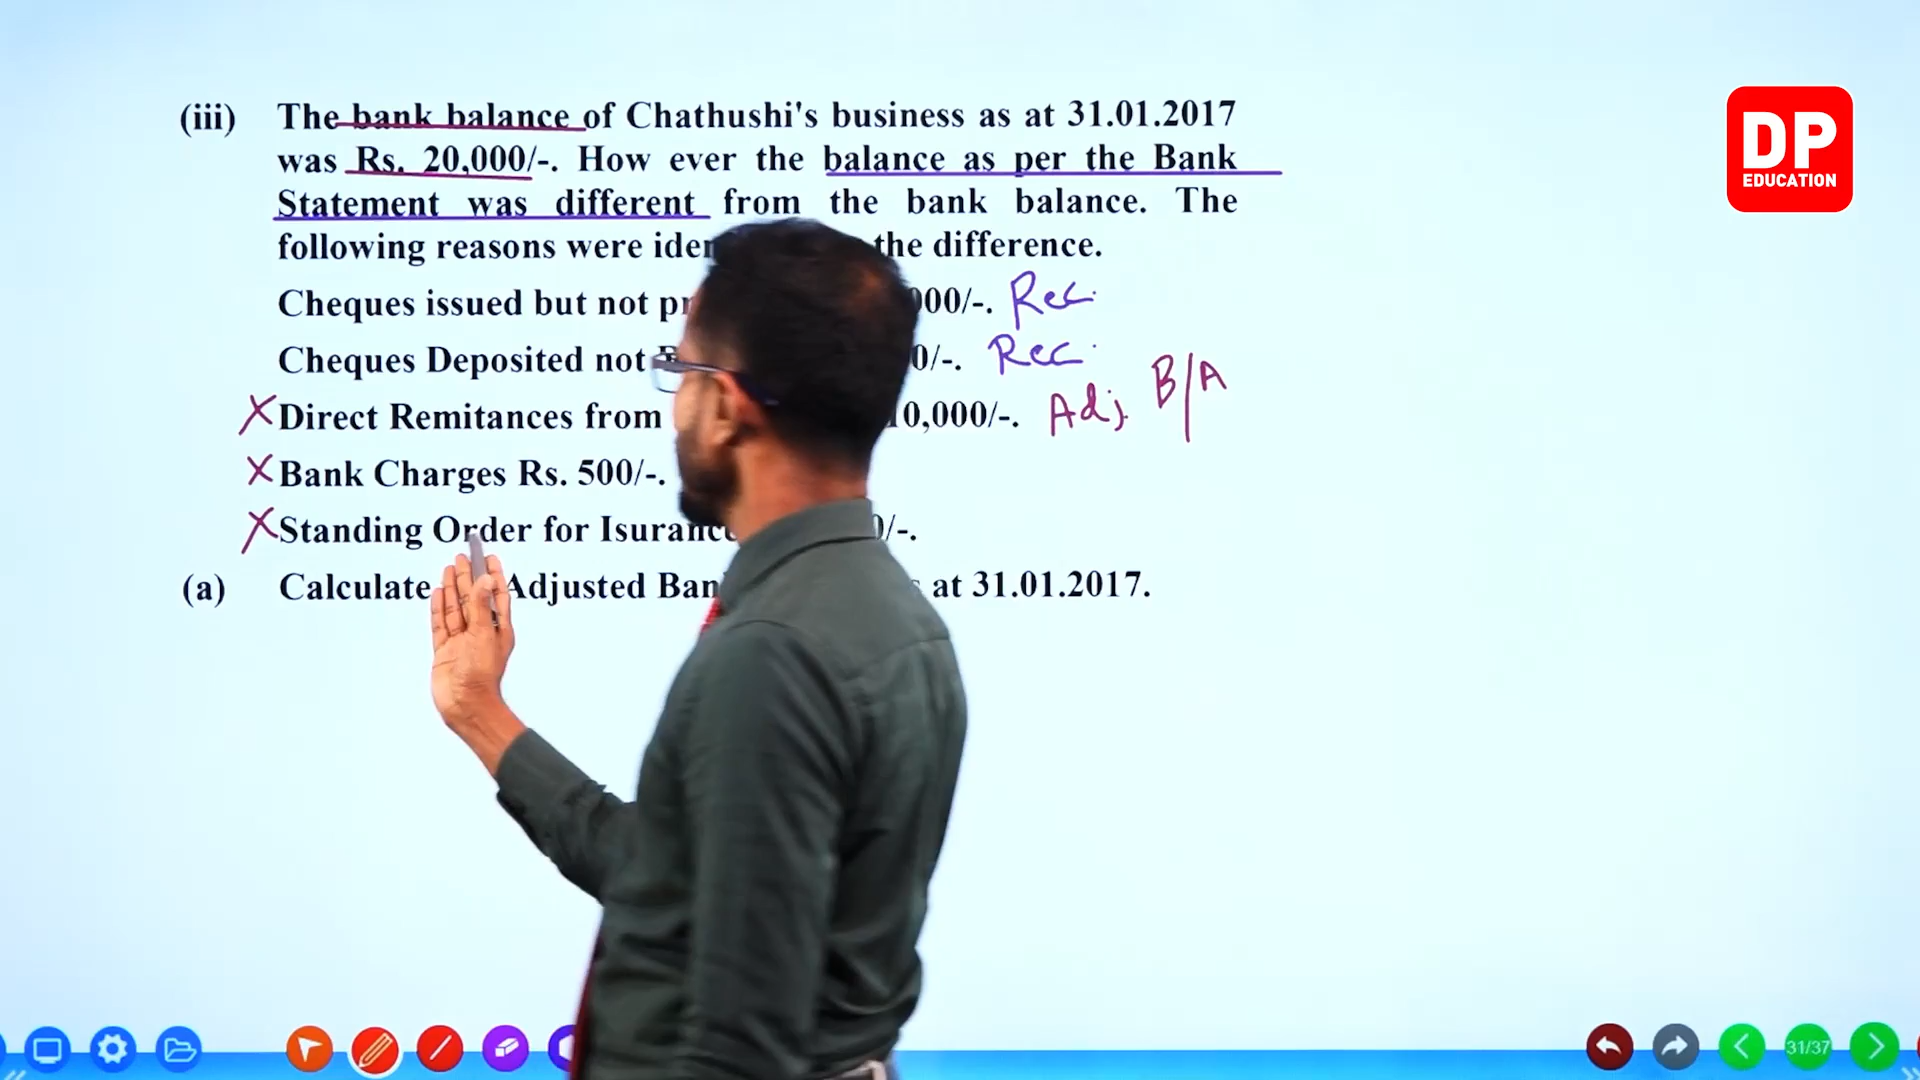 (iii) The bank balance of Chathushi's business as at 31.01.2017
was Rs. 20,000/-. How ever the balance as per the Bank
Statement was different from the bank balance. The
following reasons were the difference.
Cheques issued but not 000/-. Rec.
Cheques Deposited not 0/-. Rec.
X Direct Remitances from 10,000/-. Adj. B/A
X Bank Charges Rs. 500/-.
X Standing Order for Isurance 0/-.
(a) Calculate Adjusted at 31.01.2017.
DP
EDUCATION
31/37